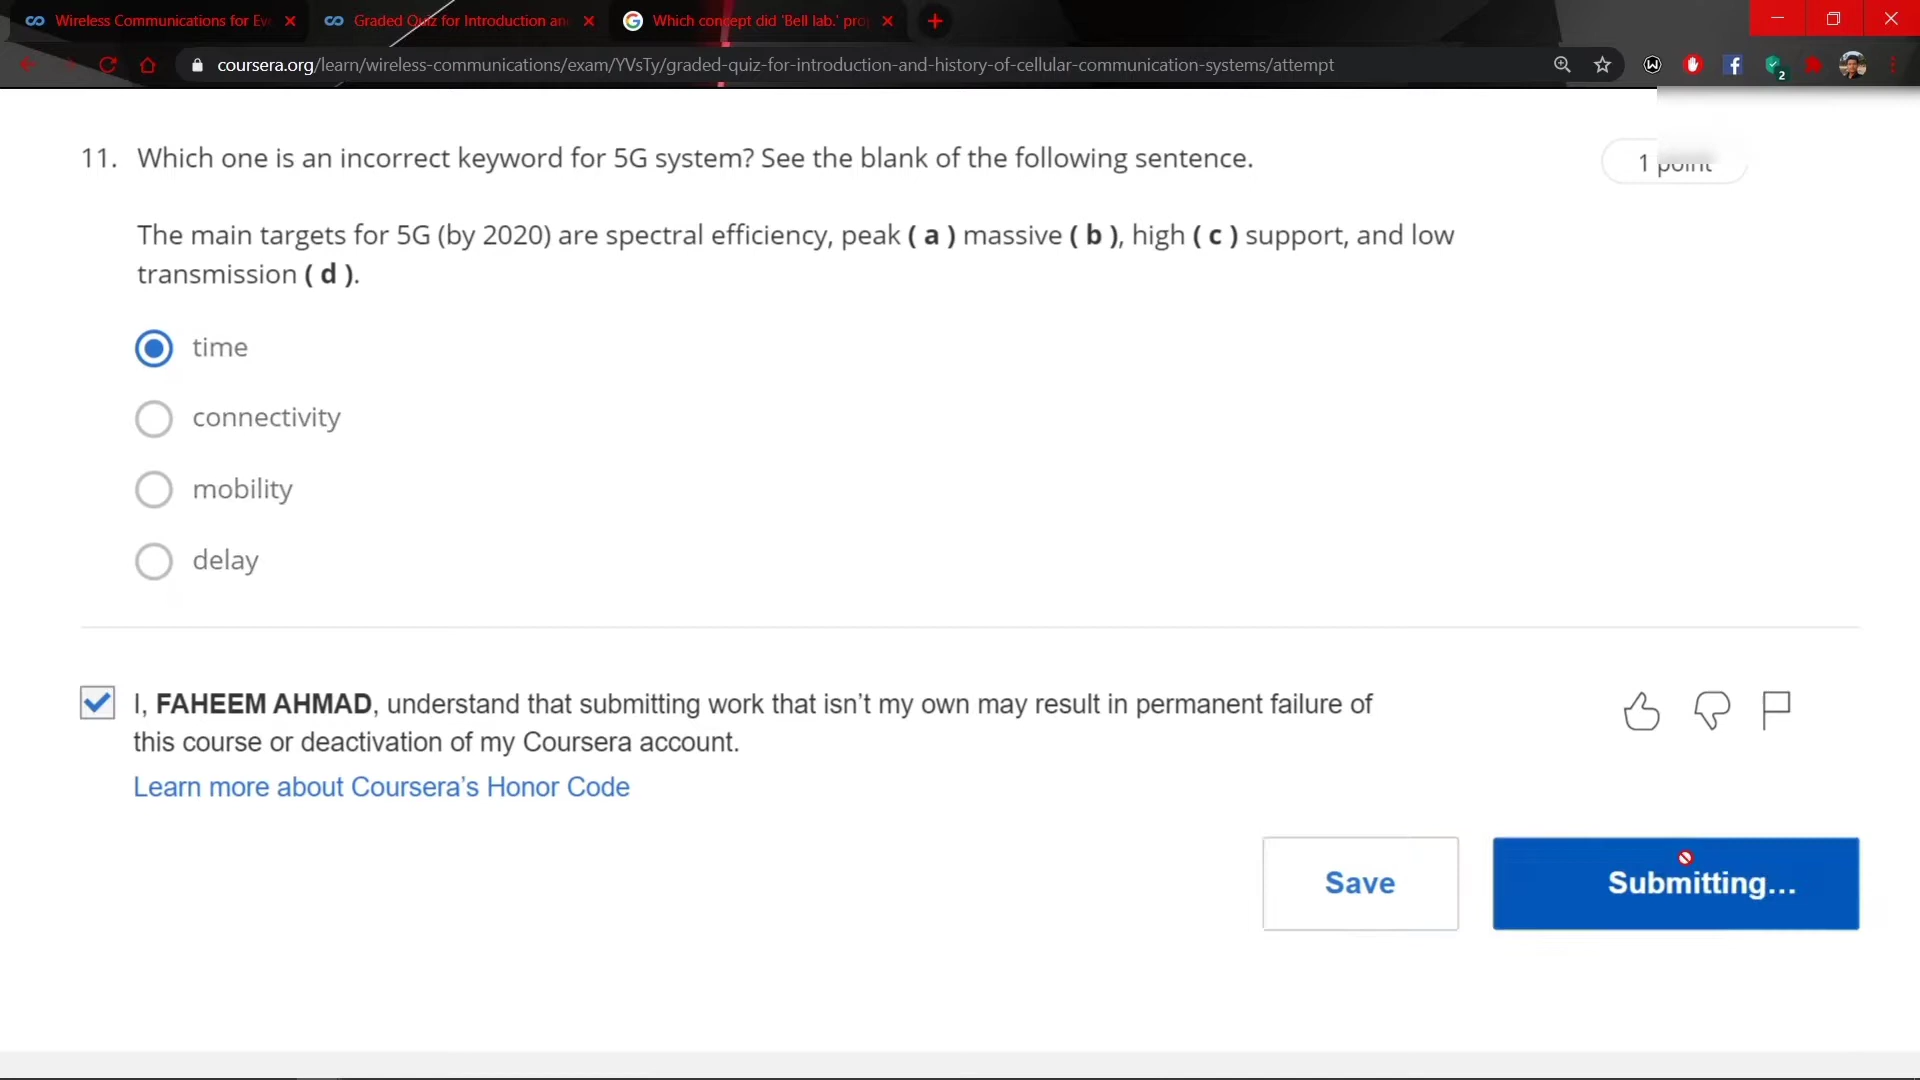 Wireless Communications for Eve
Graded Quiz for Introduction an
Which concept did 'Bell lab.' pro
coursera.org/learn/wireless-communications/exam/YVsTy/graded-quiz-for-introduction-and-history-of-cellular-communication-systems/attempt
2
11. Which one is an incorrect keyword for 5G system? See the blank of the following sentence.
1 point
The main targets for 5G (by 2020) are spectral efficiency, peak ( a ) massive ( b ), high ( c ) support, and low
transmission ( d ).
time
connectivity
mobility
delay
I, FAHEEM AHMAD, understand that submitting work that isn't my own may result in permanent failure of
this course or deactivation of my Coursera account.
Learn more about Coursera's Honor Code
Save
Submitting...